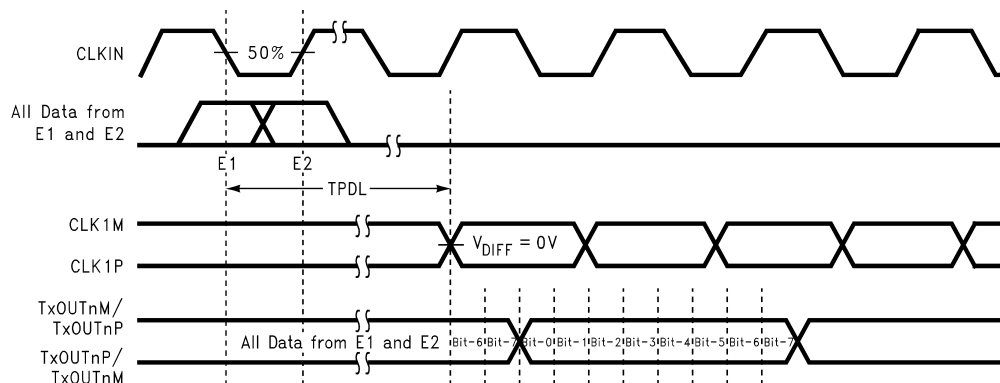 CLKIN
50%
All Data from
E1 and E2
E1
E2
TPDL
CLK1M
VDIFF = 0V
CLK1P
TxOUTnM/
TxOUTnP
All Data from E1 and E2
Bit-6 Bit-7 Bit-0 Bit-1 Bit-2 Bit-3 Bit-4 Bit-5 Bit-6 Bit-7
TxOUTnP/
TxOUTnM